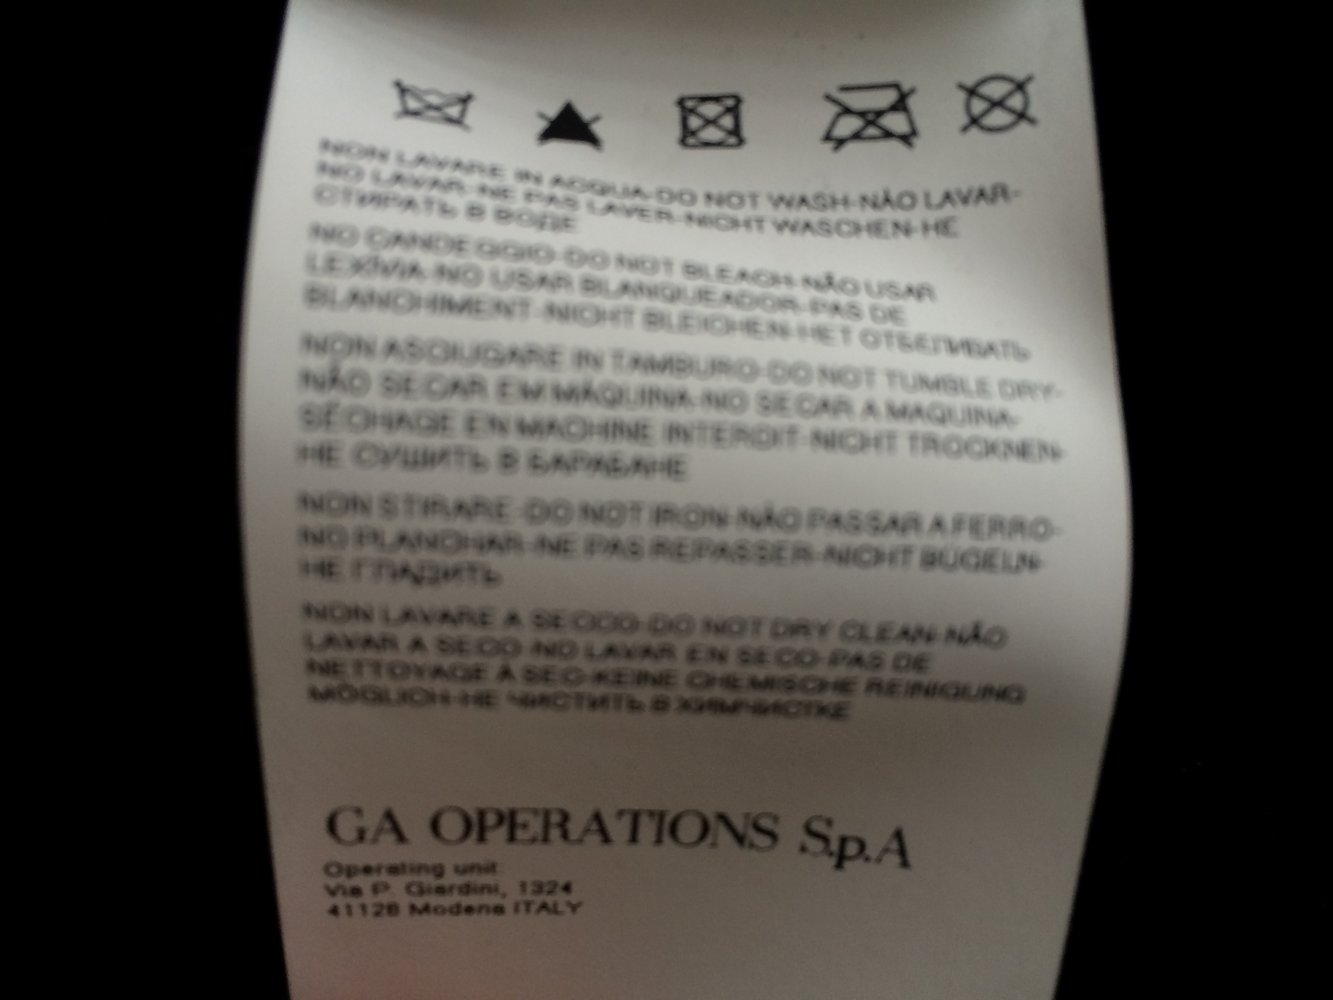 NON LAVARE IN ACQUA-DO NOT WASH-NÃO LAVAR-
NO LAVAR-NE PAS LAVER-NICHT WASCHEN-НЕ
СТИРАТЬ В ВОДЕ
NO CANDEGGIO-DO NOT BLEACH-NÃO USAR
LEXÍVIA-NO USAR BLANQUEADOR-PAS DE
BLANCHIMENT-NICHT BLEICHEN-НЕТ ОТБЕЛИВАТЬ
NON ASCIUGARE IN TAMBURO-DO NOT TUMBLE DRY-
NÃO SECAR EM MÁQUINA-NO SECAR A MAQUINA-
SÉCHAGE EN MACHINE INTERDIT-NICHT TROCKNEN-
НЕ СУШИТЬ В БАРАБАНЕ
NON STIRARE-DO NOT IRON-NÃO PASSAR A FERRO-
NO PLANCHAR-NE PAS REPASSER-NICHT BÜGELN-
НЕ ГЛАДИТЬ
NON LAVARE A SECCO-DO NOT DRY CLEAN-NÃO
LAVAR A SECO-NO LAVAR EN SECO-PAS DE
NETTOYAGE À SEC-KEINE CHEMISCHE REINIGUNG
MÖGLICH-НЕ ЧИСТИТЬ В ХИМЧИСТКЕ
GA OPERATIONS S.p.A
Operating unit
Via P. Giardini, 1324
41128 Modena ITALY